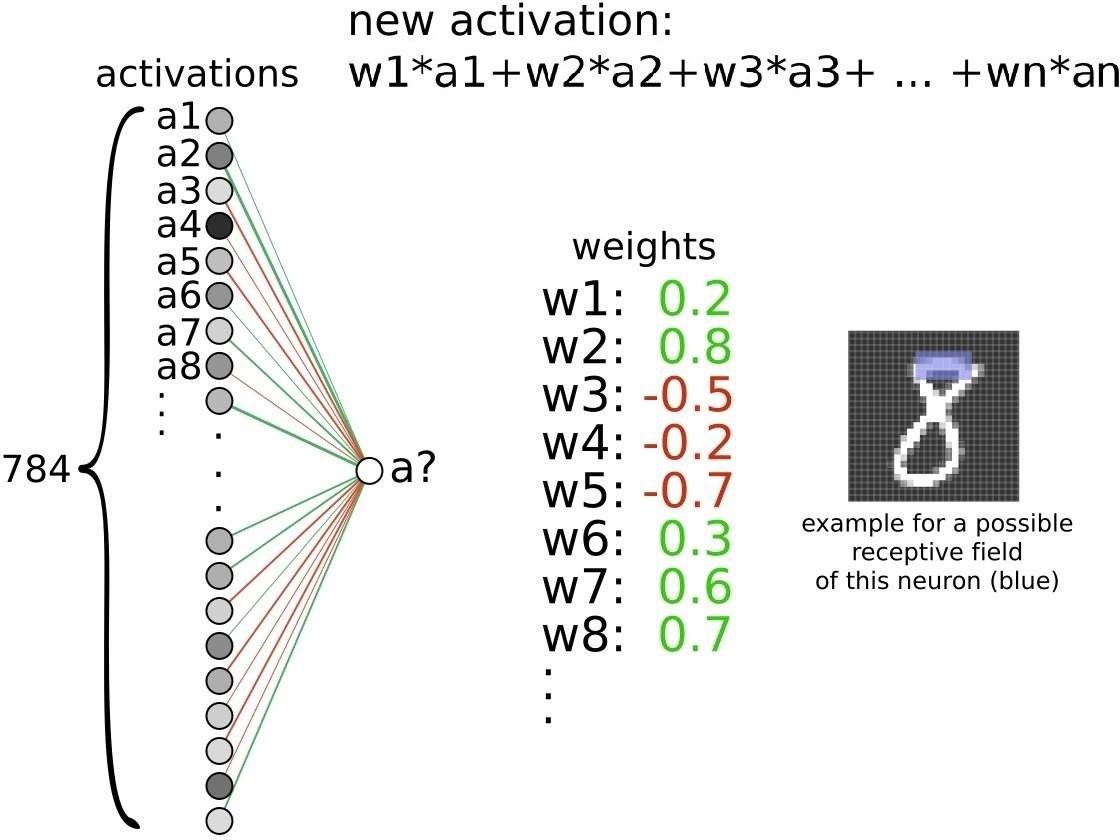 new activation:
w1*a1+w2*a2+w3*a3+ ... +wn*an
activations
a1
a2
a3
a4
a5
a6
a7
a8
784
a?
weights
w1: 0.2
w2: 0.8
w3: -0.5
w4: -0.2
w5: -0.7
w6: 0.3
w7: 0.6
w8: 0.7
example for a possible
receptive field
of this neuron (blue)